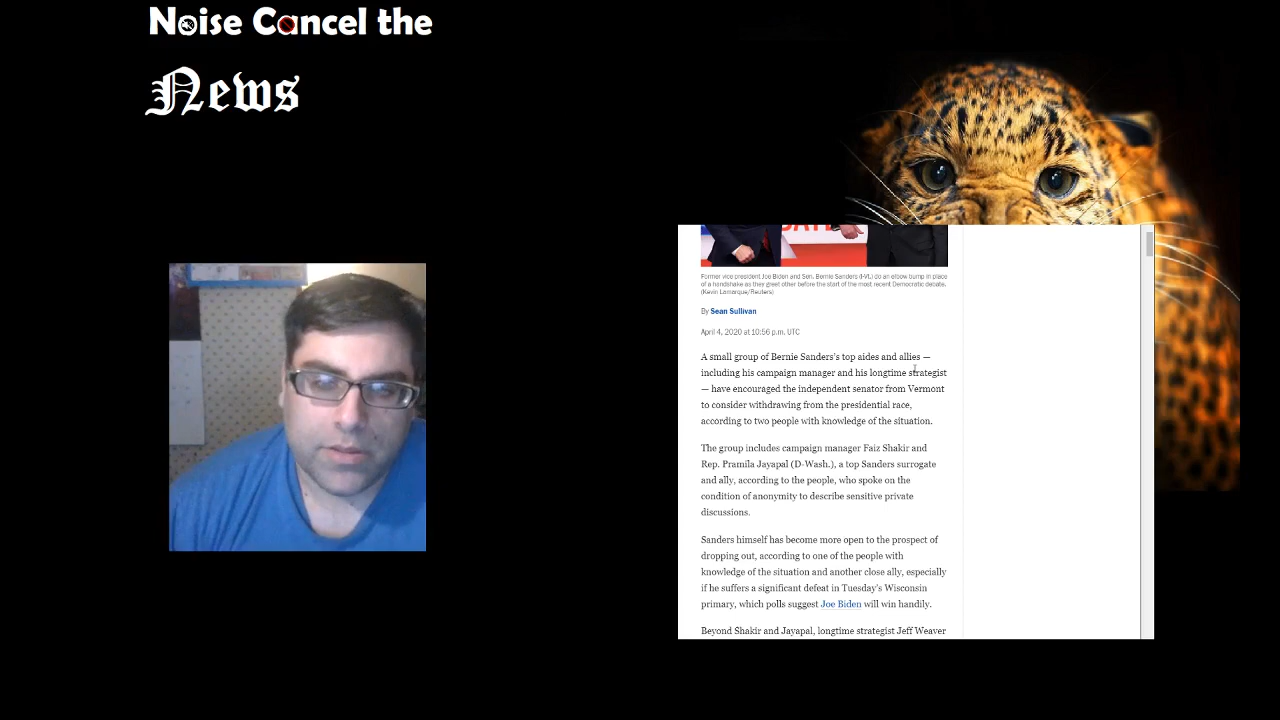 Noise Cancel the
News
Former vice president Joe Biden and Sen. Bernie Sanders (I-Vt.) do an elbow bump in place
of a handshake as they greet other before the start of the most recent Democratic debate.
(Kevin Lamarque/Reuters)
By Sean Sullivan
April 4, 2020 at 10:56 p.m. UTC
A small group of Bernie Sanders's top aides and allies —
including his campaign manager and his longtime strategist
— have encouraged the independent senator from Vermont
to consider withdrawing from the presidential race,
according to two people with knowledge of the situation.
The group includes campaign manager Faiz Shakir and
Rep. Pramila Jayapal (D-Wash.), a top Sanders surrogate
and ally, according to the people, who spoke on the
condition of anonymity to describe sensitive private
discussions.
Sanders himself has become more open to the prospect of
dropping out, according to one of the people with
knowledge of the situation and another close ally, especially
if he suffers a significant defeat in Tuesday's Wisconsin
primary, which polls suggest Joe Biden will win handily.
Beyond Shakir and Jayapal, longtime strategist Jeff Weaver